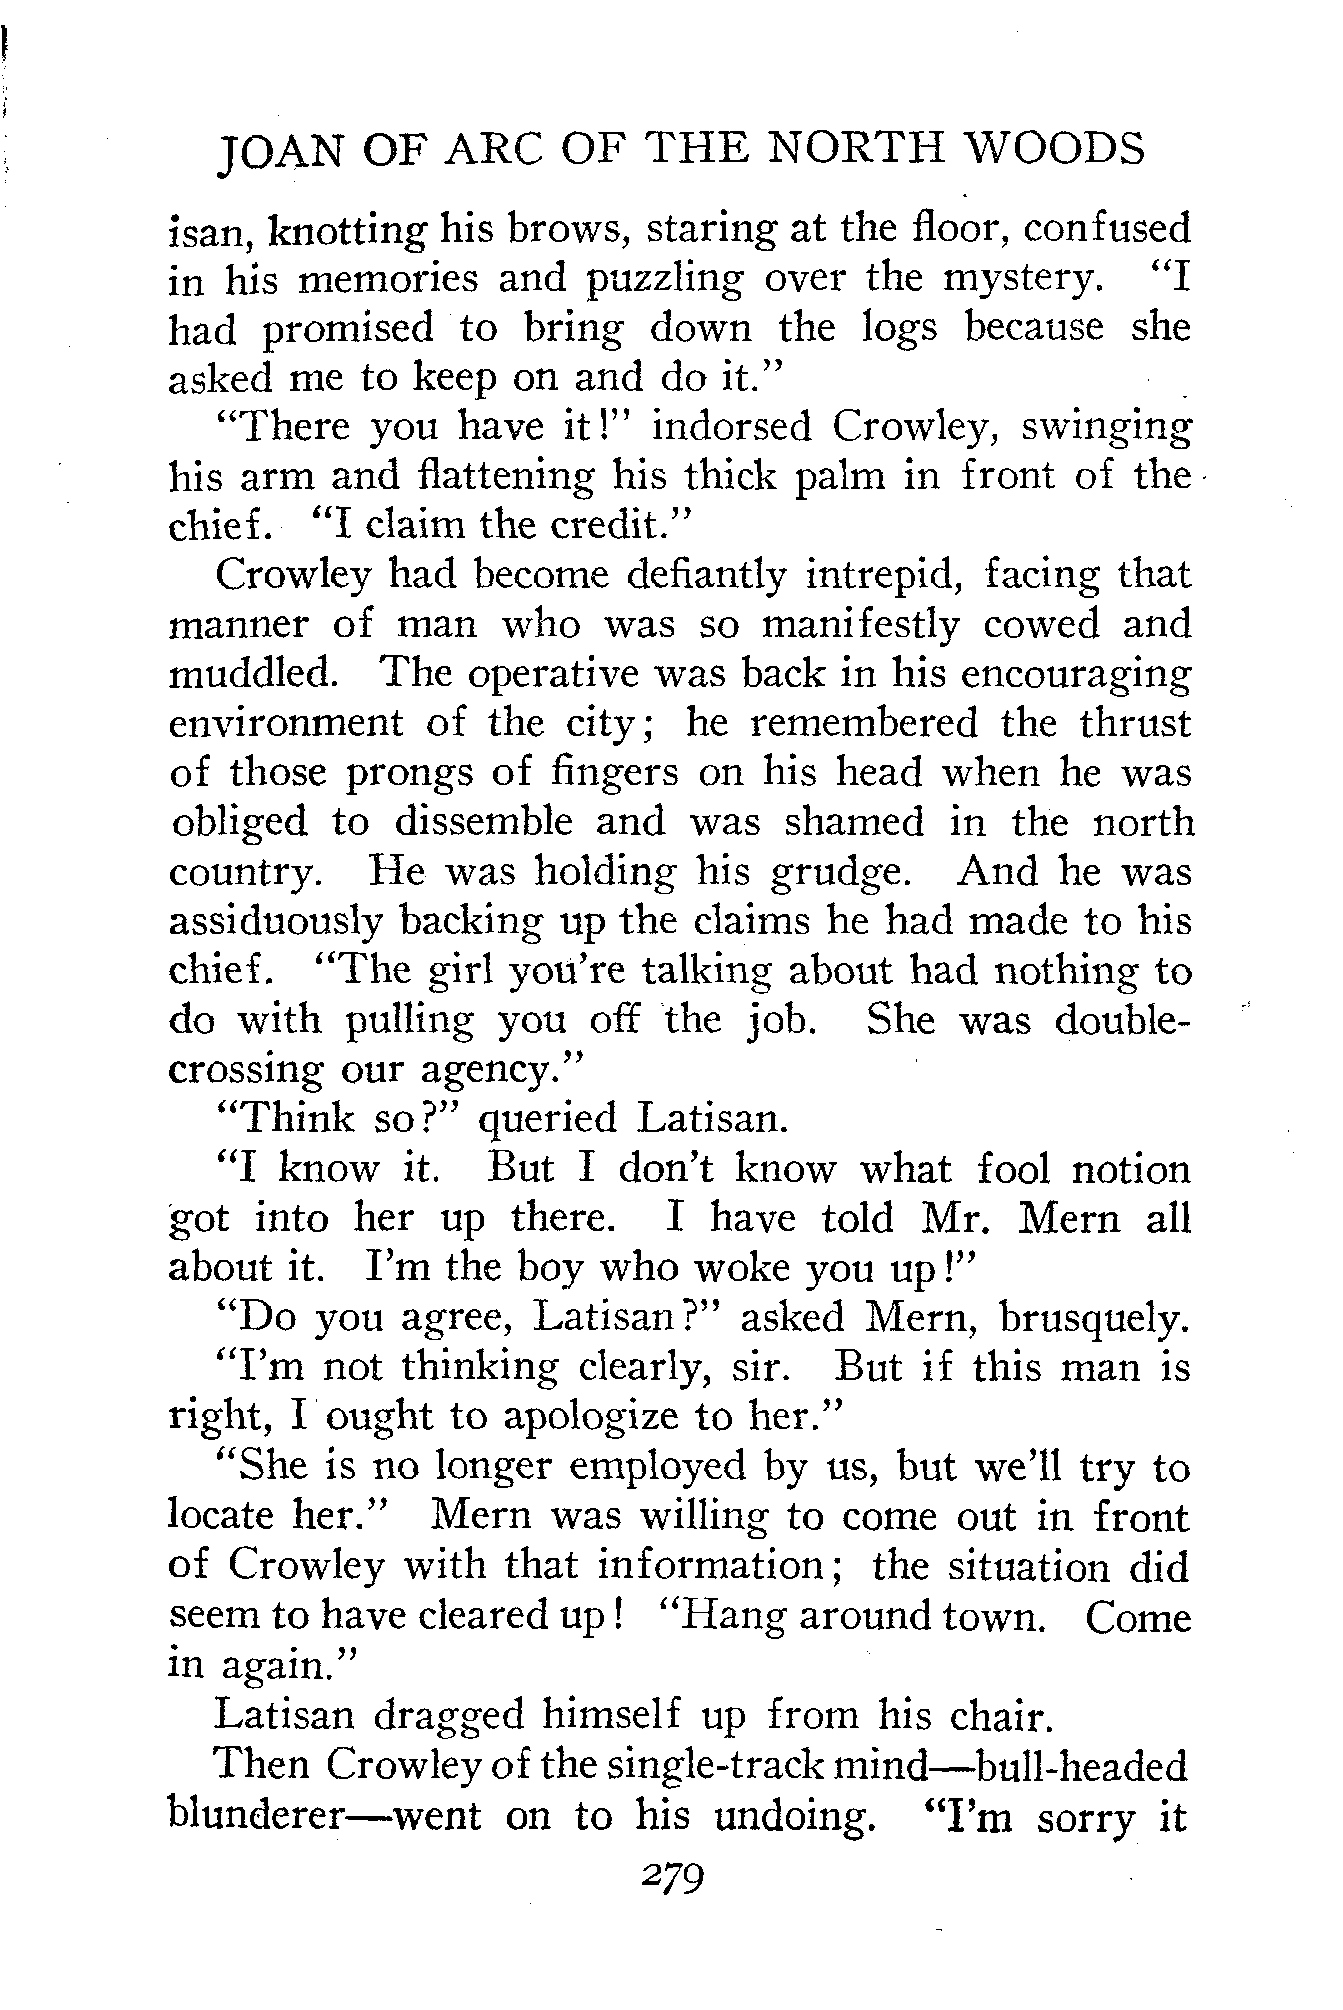 JOAN OF ARC OF THE NORTH WOODS
isan, knotting his brows, staring at the floor, confused
in his memories and puzzling over the mystery. "I
had promised to bring down the logs because she
asked me to keep on and do it."
"There you have it!" indorsed Crowley, swinging
his arm and flattening his thick palm in front of the
chief. "I claim the credit."
Crowley had become defiantly intrepid, facing that
manner of man who was so manifestly cowed and
muddled. The operative was back in his encouraging
environment of the city; he remembered the thrust
of those prongs of fingers on his head when he was
obliged to dissemble and was shamed in the north
country. He was holding his grudge. And he was
assiduously backing up the claims he had made to his
chief. "The girl you're talking about had nothing to
do with pulling you off the job. She was double-
crossing our agency."
"Think so?" queried Latisan.
"I know it. But I don't know what fool notion
got into her up there. I have told Mr. Mern all
about it. I'm the boy who woke you up!"
"Do you agree, Latisan?" asked Mern, brusquely.
"I'm not thinking clearly, sir. But if this man is
right, I ought to apologize to her."
"She is no longer employed by us, but we'll try to
locate her." Mern was willing to come out in front
of Crowley with that information; the situation did
seem to have cleared up! "Hang around town. Come
in again."
Latisan dragged himself up from his chair.
Then Crowley of the single-track mind—bull-headed
blunderer—went on to his undoing. "I'm sorry it
279